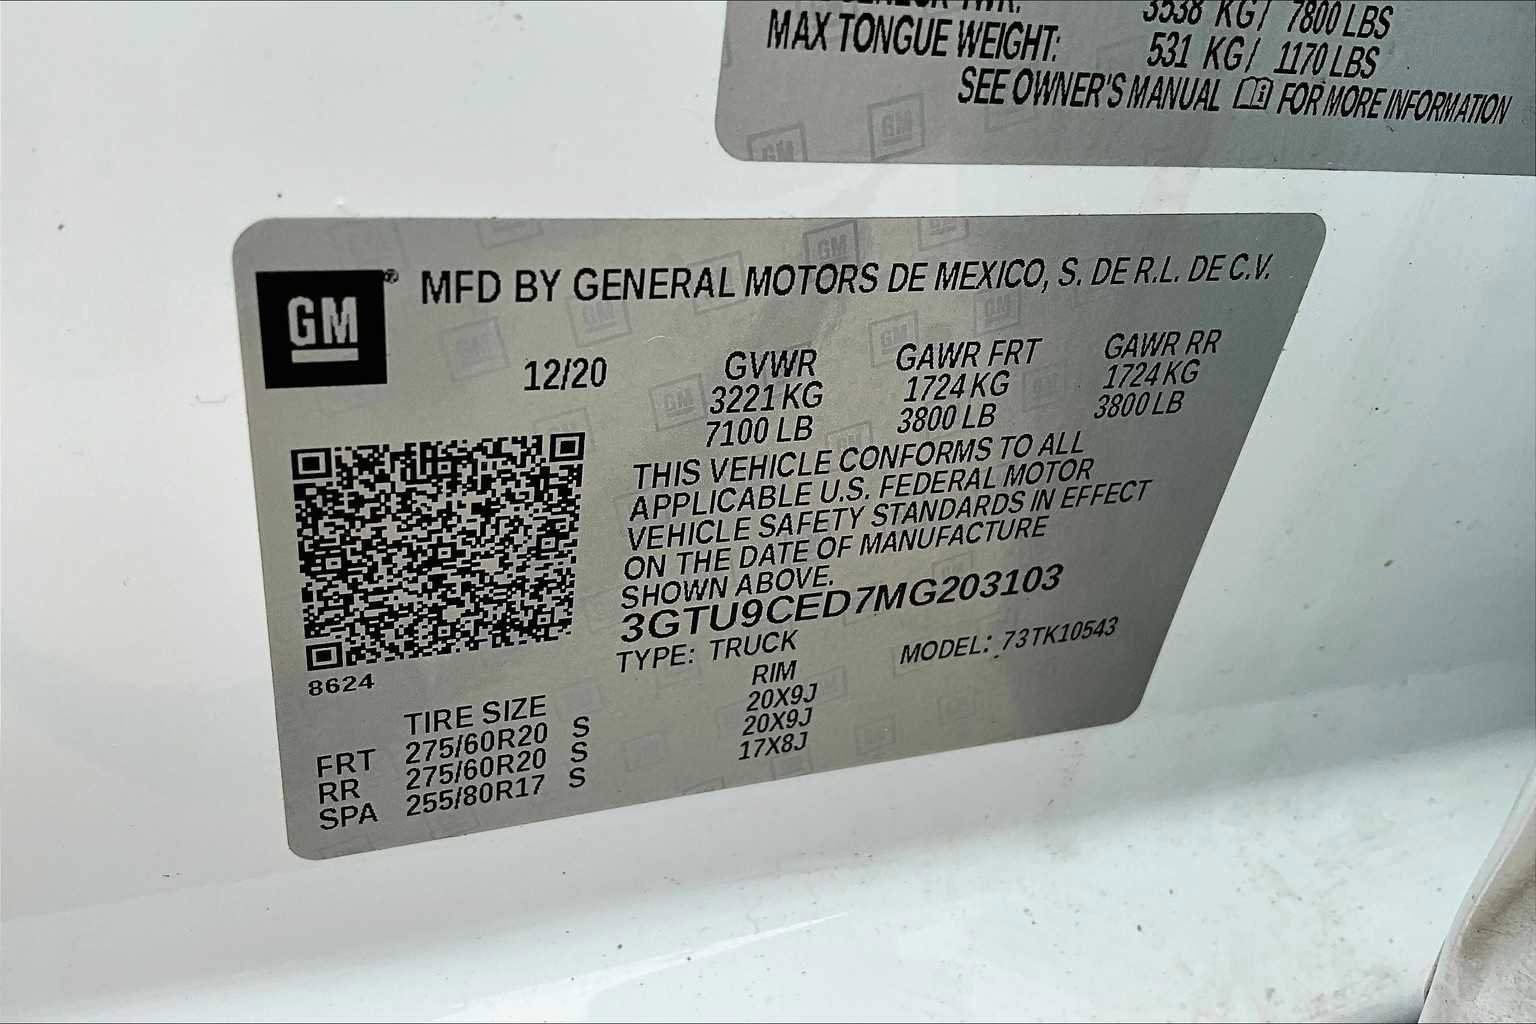 3538 KG/ 7800 LBS
MAX TONGUE WEIGHT: 531 KG/ 1170 LBS
SEE OWNER'S MANUAL FOR MORE INFORMATION
GM® MFD BY GENERAL MOTORS DE MEXICO, S. DE R.L. DE C.V.
12/20 GVWR GAWR FRT GAWR RR
3221 KG 1724 KG 1724 KG
7100 LB 3800 LB 3800 LB
THIS VEHICLE CONFORMS TO ALL
APPLICABLE U.S. FEDERAL MOTOR
VEHICLE SAFETY STANDARDS IN EFFECT
ON THE DATE OF MANUFACTURE
SHOWN ABOVE.
3GTU9CED7MG203103
TYPE: TRUCK MODEL: 73TK10543
8624
TIRE SIZE RIM
FRT 275/60R20 S 20X9J
RR 275/60R20 S 20X9J
SPA 255/80R17 S 17X8J